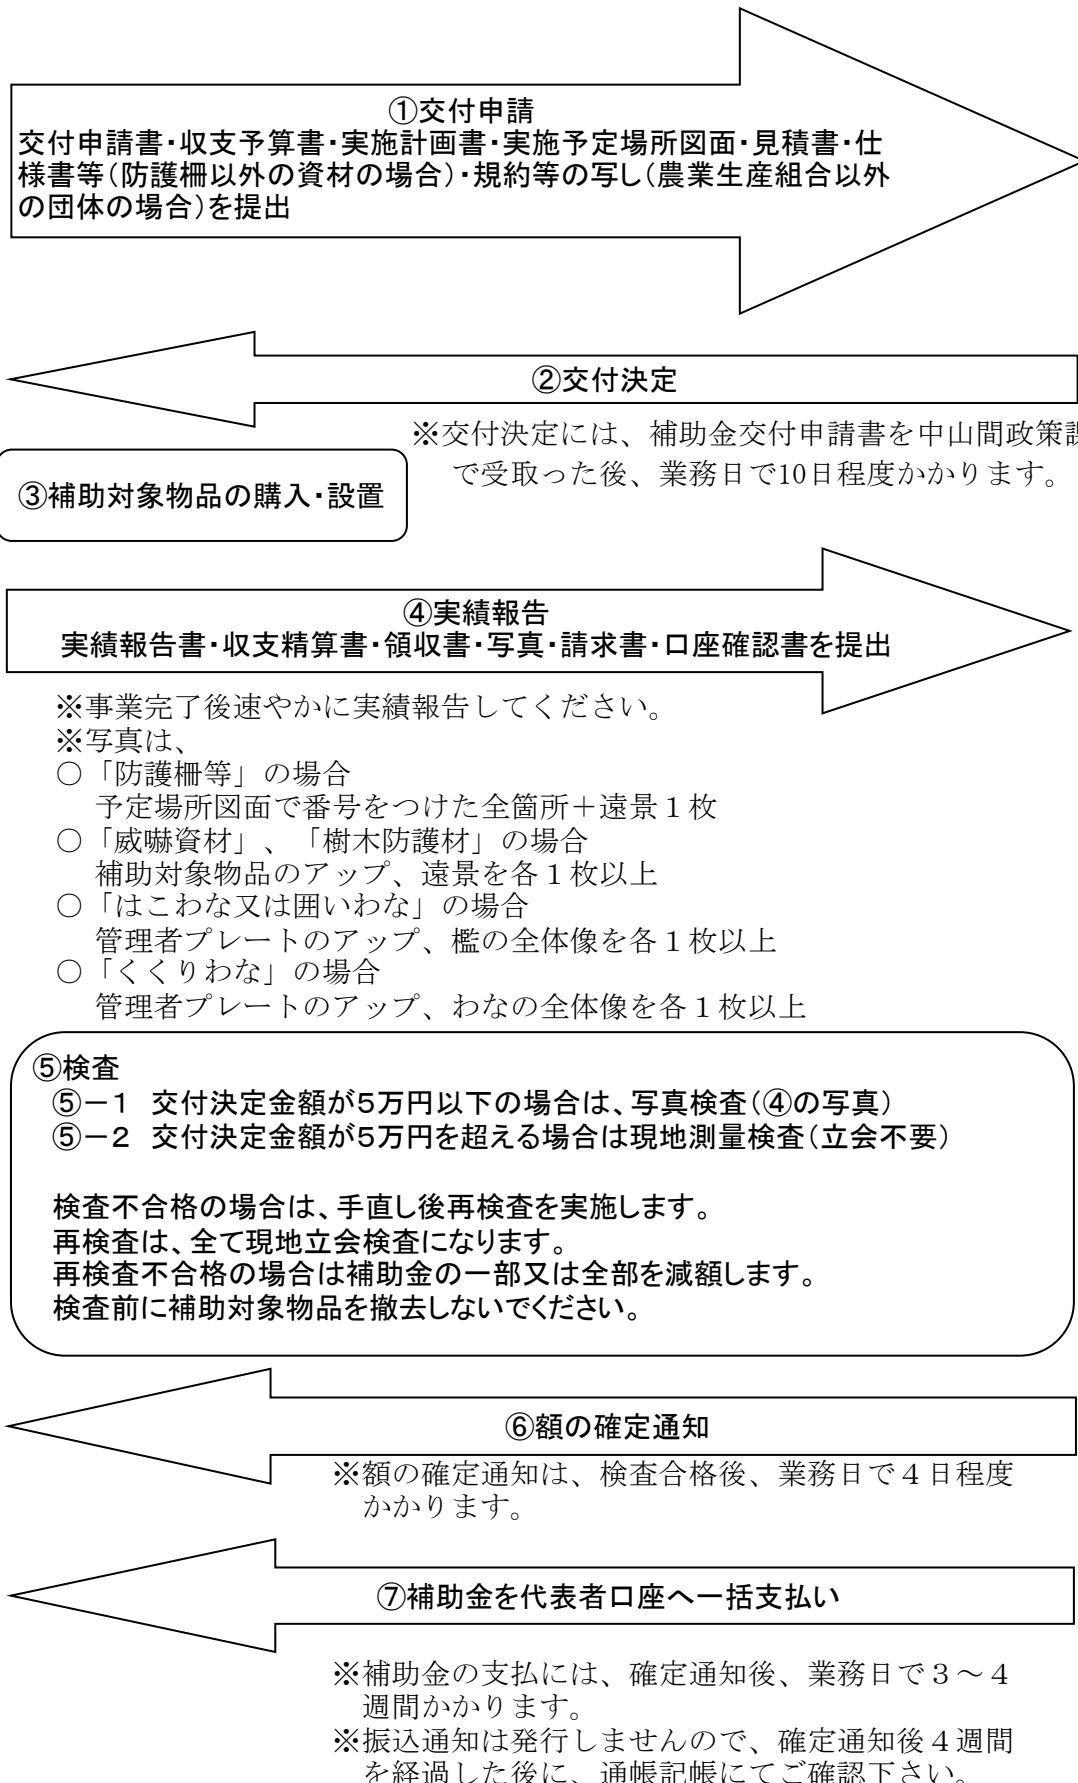 ①交付申請
交付申請書・収支予算書・実施計画書・実施予定場所図面・見積書・仕
様書等(防護柵以外の資材の場合)・規約等の写し(農業生産組合以外
の団体の場合)を提出
②交付決定
※交付決定には、補助金交付申請書を中山間政策課
で受取った後、業務日で10日程度かかります。
③補助対象物品の購入・設置
④実績報告
実績報告書・収支精算書・領収書・写真・請求書・口座確認書を提出
※事業完了後速やかに実績報告してください。
※写真は、
○「防護柵等」の場合
予定場所図面で番号をつけた全箇所＋遠景１枚
○「威嚇資材」、「樹木防護材」の場合
補助対象物品のアップ、遠景を各１枚以上
○「はこわな又は囲いわな」の場合
管理者プレートのアップ、檻の全体像を各１枚以上
○「くくりわな」の場合
管理者プレートのアップ、わなの全体像を各１枚以上
⑤検査
⑤－１　交付決定金額が５万円以下の場合は、写真検査(④の写真)
⑤－２　交付決定金額が５万円を超える場合は現地測量検査(立会不要)
検査不合格の場合は、手直し後再検査を実施します。
再検査は、全て現地立会検査になります。
再検査不合格の場合は補助金の一部又は全部を減額します。
検査前に補助対象物品を撤去しないでください。
⑥額の確定通知
※額の確定通知は、検査合格後、業務日で４日程度
かかります。
⑦補助金を代表者口座へ一括支払い
※補助金の支払には、確定通知後、業務日で３～４
週間かかります。
※振込通知は発行しませんので、確定通知後４週間
を経過した後に、通帳記帳にてご確認下さい。